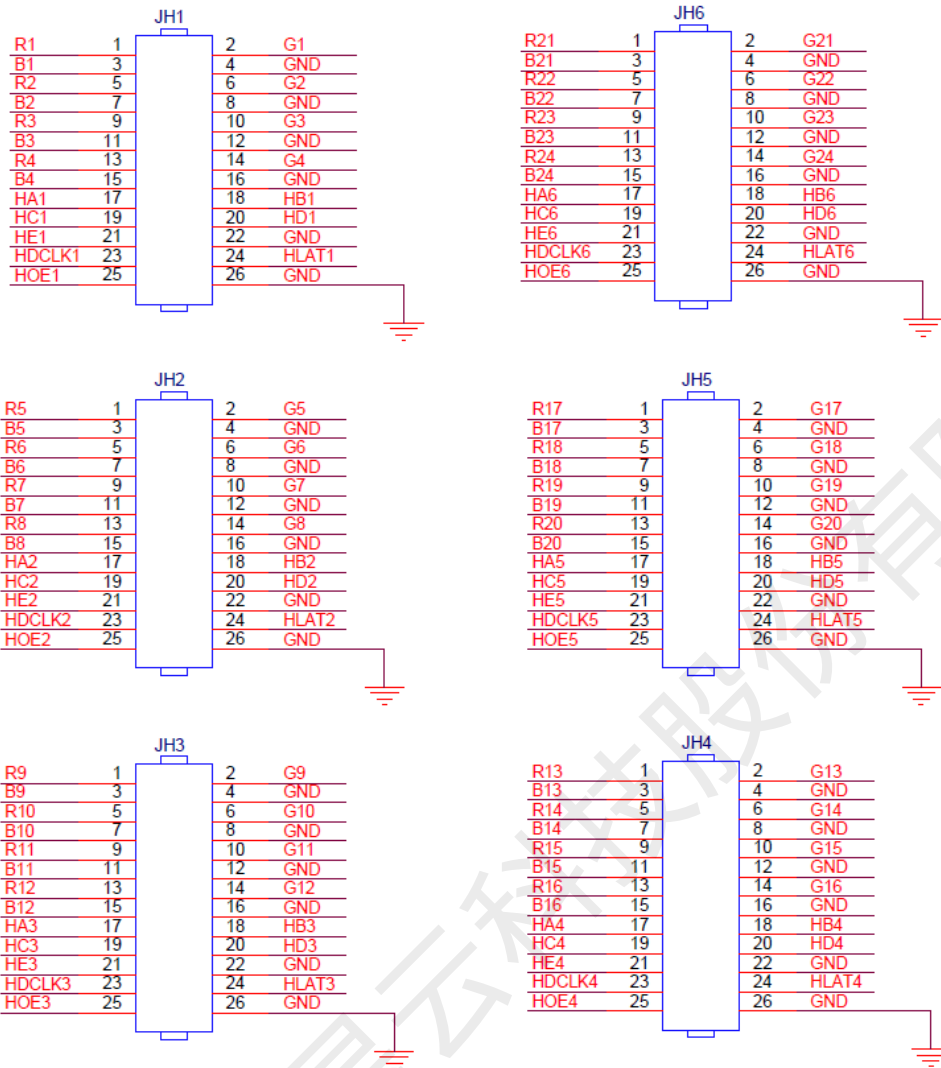 JH1
R1 1 2 G1
B1 3 4 GND
R2 5 6 G2
B2 7 8 GND
R3 9 10 G3
B3 11 12 GND
R4 13 14 G4
B4 15 16 GND
HA1 17 18 HB1
HC1 19 20 HD1
HE1 21 22 GND
HDCLK1 23 24 HLAT1
HOE1 25 26 GND
JH6
R21 1 2 G21
B21 3 4 GND
R22 5 6 G22
B22 7 8 GND
R23 9 10 G23
B23 11 12 GND
R24 13 14 G24
B24 15 16 GND
HA6 17 18 HB6
HC6 19 20 HD6
HE6 21 22 GND
HDCLK6 23 24 HLAT6
HOE6 25 26 GND
JH2
R5 1 2 G5
B5 3 4 GND
R6 5 6 G6
B6 7 8 GND
R7 9 10 G7
B7 11 12 GND
R8 13 14 G8
B8 15 16 GND
HA2 17 18 HB2
HC2 19 20 HD2
HE2 21 22 GND
HDCLK2 23 24 HLAT2
HOE2 25 26 GND
JH5
R17 1 2 G17
B17 3 4 GND
R18 5 6 G18
B18 7 8 GND
R19 9 10 G19
B19 11 12 GND
R20 13 14 G20
B20 15 16 GND
HA5 17 18 HB5
HC5 19 20 HD5
HE5 21 22 GND
HDCLK5 23 24 HLAT5
HOE5 25 26 GND
JH3
R9 1 2 G9
B9 3 4 GND
R10 5 6 G10
B10 7 8 GND
R11 9 10 G11
B11 11 12 GND
R12 13 14 G12
B12 15 16 GND
HA3 17 18 HB3
HC3 19 20 HD3
HE3 21 22 GND
HDCLK3 23 24 HLAT3
HOE3 25 26 GND
JH4
R13 1 2 G13
B13 3 4 GND
R14 5 6 G14
B14 7 8 GND
R15 9 10 G15
B15 11 12 GND
R16 13 14 G16
B16 15 16 GND
HA4 17 18 HB4
HC4 19 20 HD4
HE4 21 22 GND
HDCLK4 23 24 HLAT4
HOE4 25 26 GND
云科技股份有